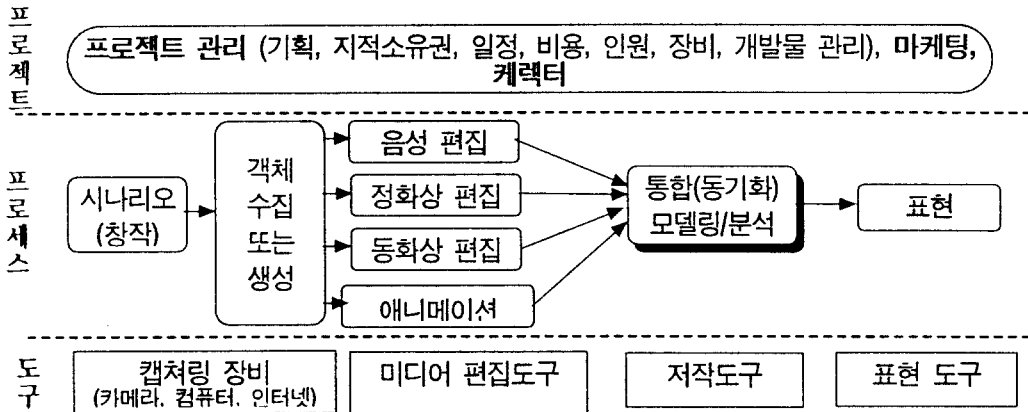 프로젝트
프로젝트 관리 (기획, 지적소유권, 일정, 비용, 인원, 장비, 개발물 관리), 마케팅,
케랙터
프로세스
시나리오
(창작)
객체
수집
또는
생성
음성 편집
정화상 편집
동화상 편집
애니메이션
통합(동기화)
모델링/분석
표현
도구
캡쳐링 장비
(카메라, 컴퓨터, 인터넷)
미디어 편집도구
저작도구
표현 도구